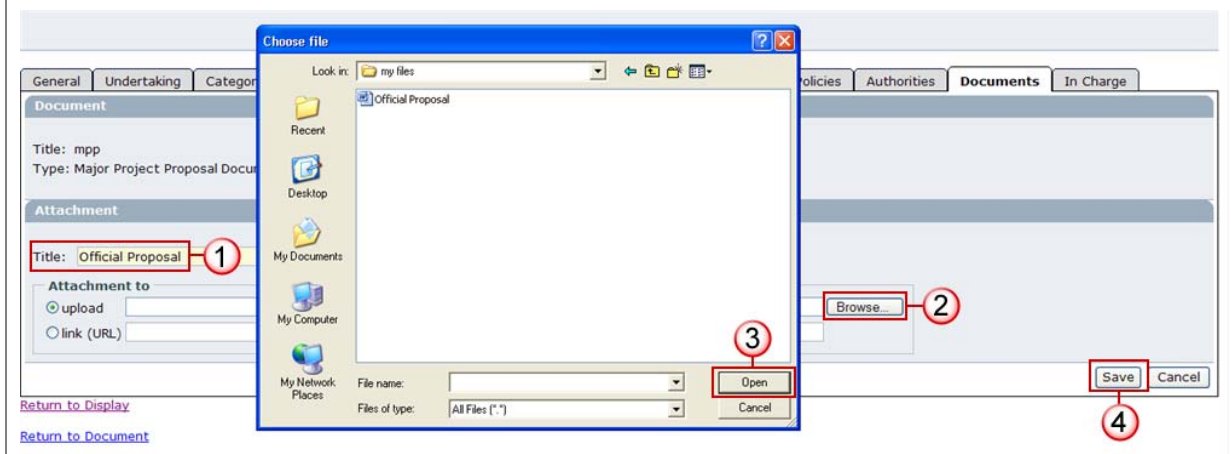 Choose file
Look in: my files
General Undertaking Categor
olicies Authorities Documents In Charge
Document
Title: mpp
Type: Major Project Proposal Docu
Attachment
Title: Official Proposal
1
Attachment to
upload
link (URL)
Official Proposal
Recent
Desktop
My Documents
My Computer
My Network
Places
File name:
Files of type: All Files (*.*)
3
Open
Cancel
Browse...
2
Save Cancel
4
Return to Display
Return to Document